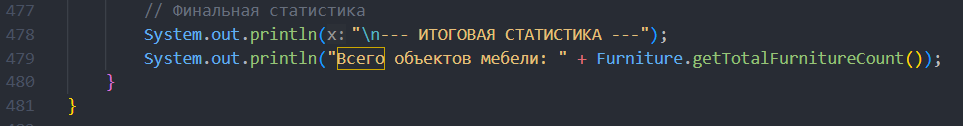 477 // Финальная статистика
478 System.out.println(x: "\n--- ИТОГОВАЯ СТАТИСТИКА ---");
479 System.out.println("Всего объектов мебели: " + Furniture.getTotalFurnitureCount());
480 }
481 }